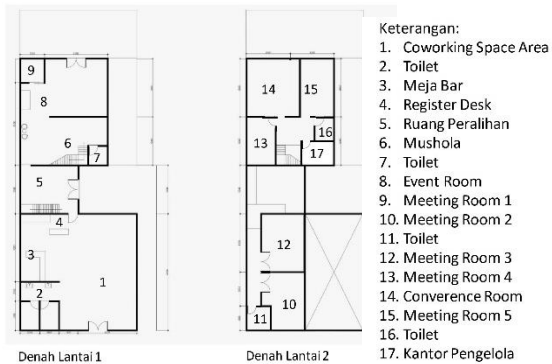 9
8
6
7
5
4
3
2
1
Denah Lantai 1
14
15
16
13
17
12
10
11
Denah Lantai 2
Keterangan:
1. Coworking Space Area
2. Toilet
3. Meja Bar
4. Register Desk
5. Ruang Peralihan
6. Mushola
7. Toilet
8. Event Room
9. Meeting Room 1
10. Meeting Room 2
11. Toilet
12. Meeting Room 3
13. Meeting Room 4
14. Converence Room
15. Meeting Room 5
16. Toilet
17. Kantor Pengelola